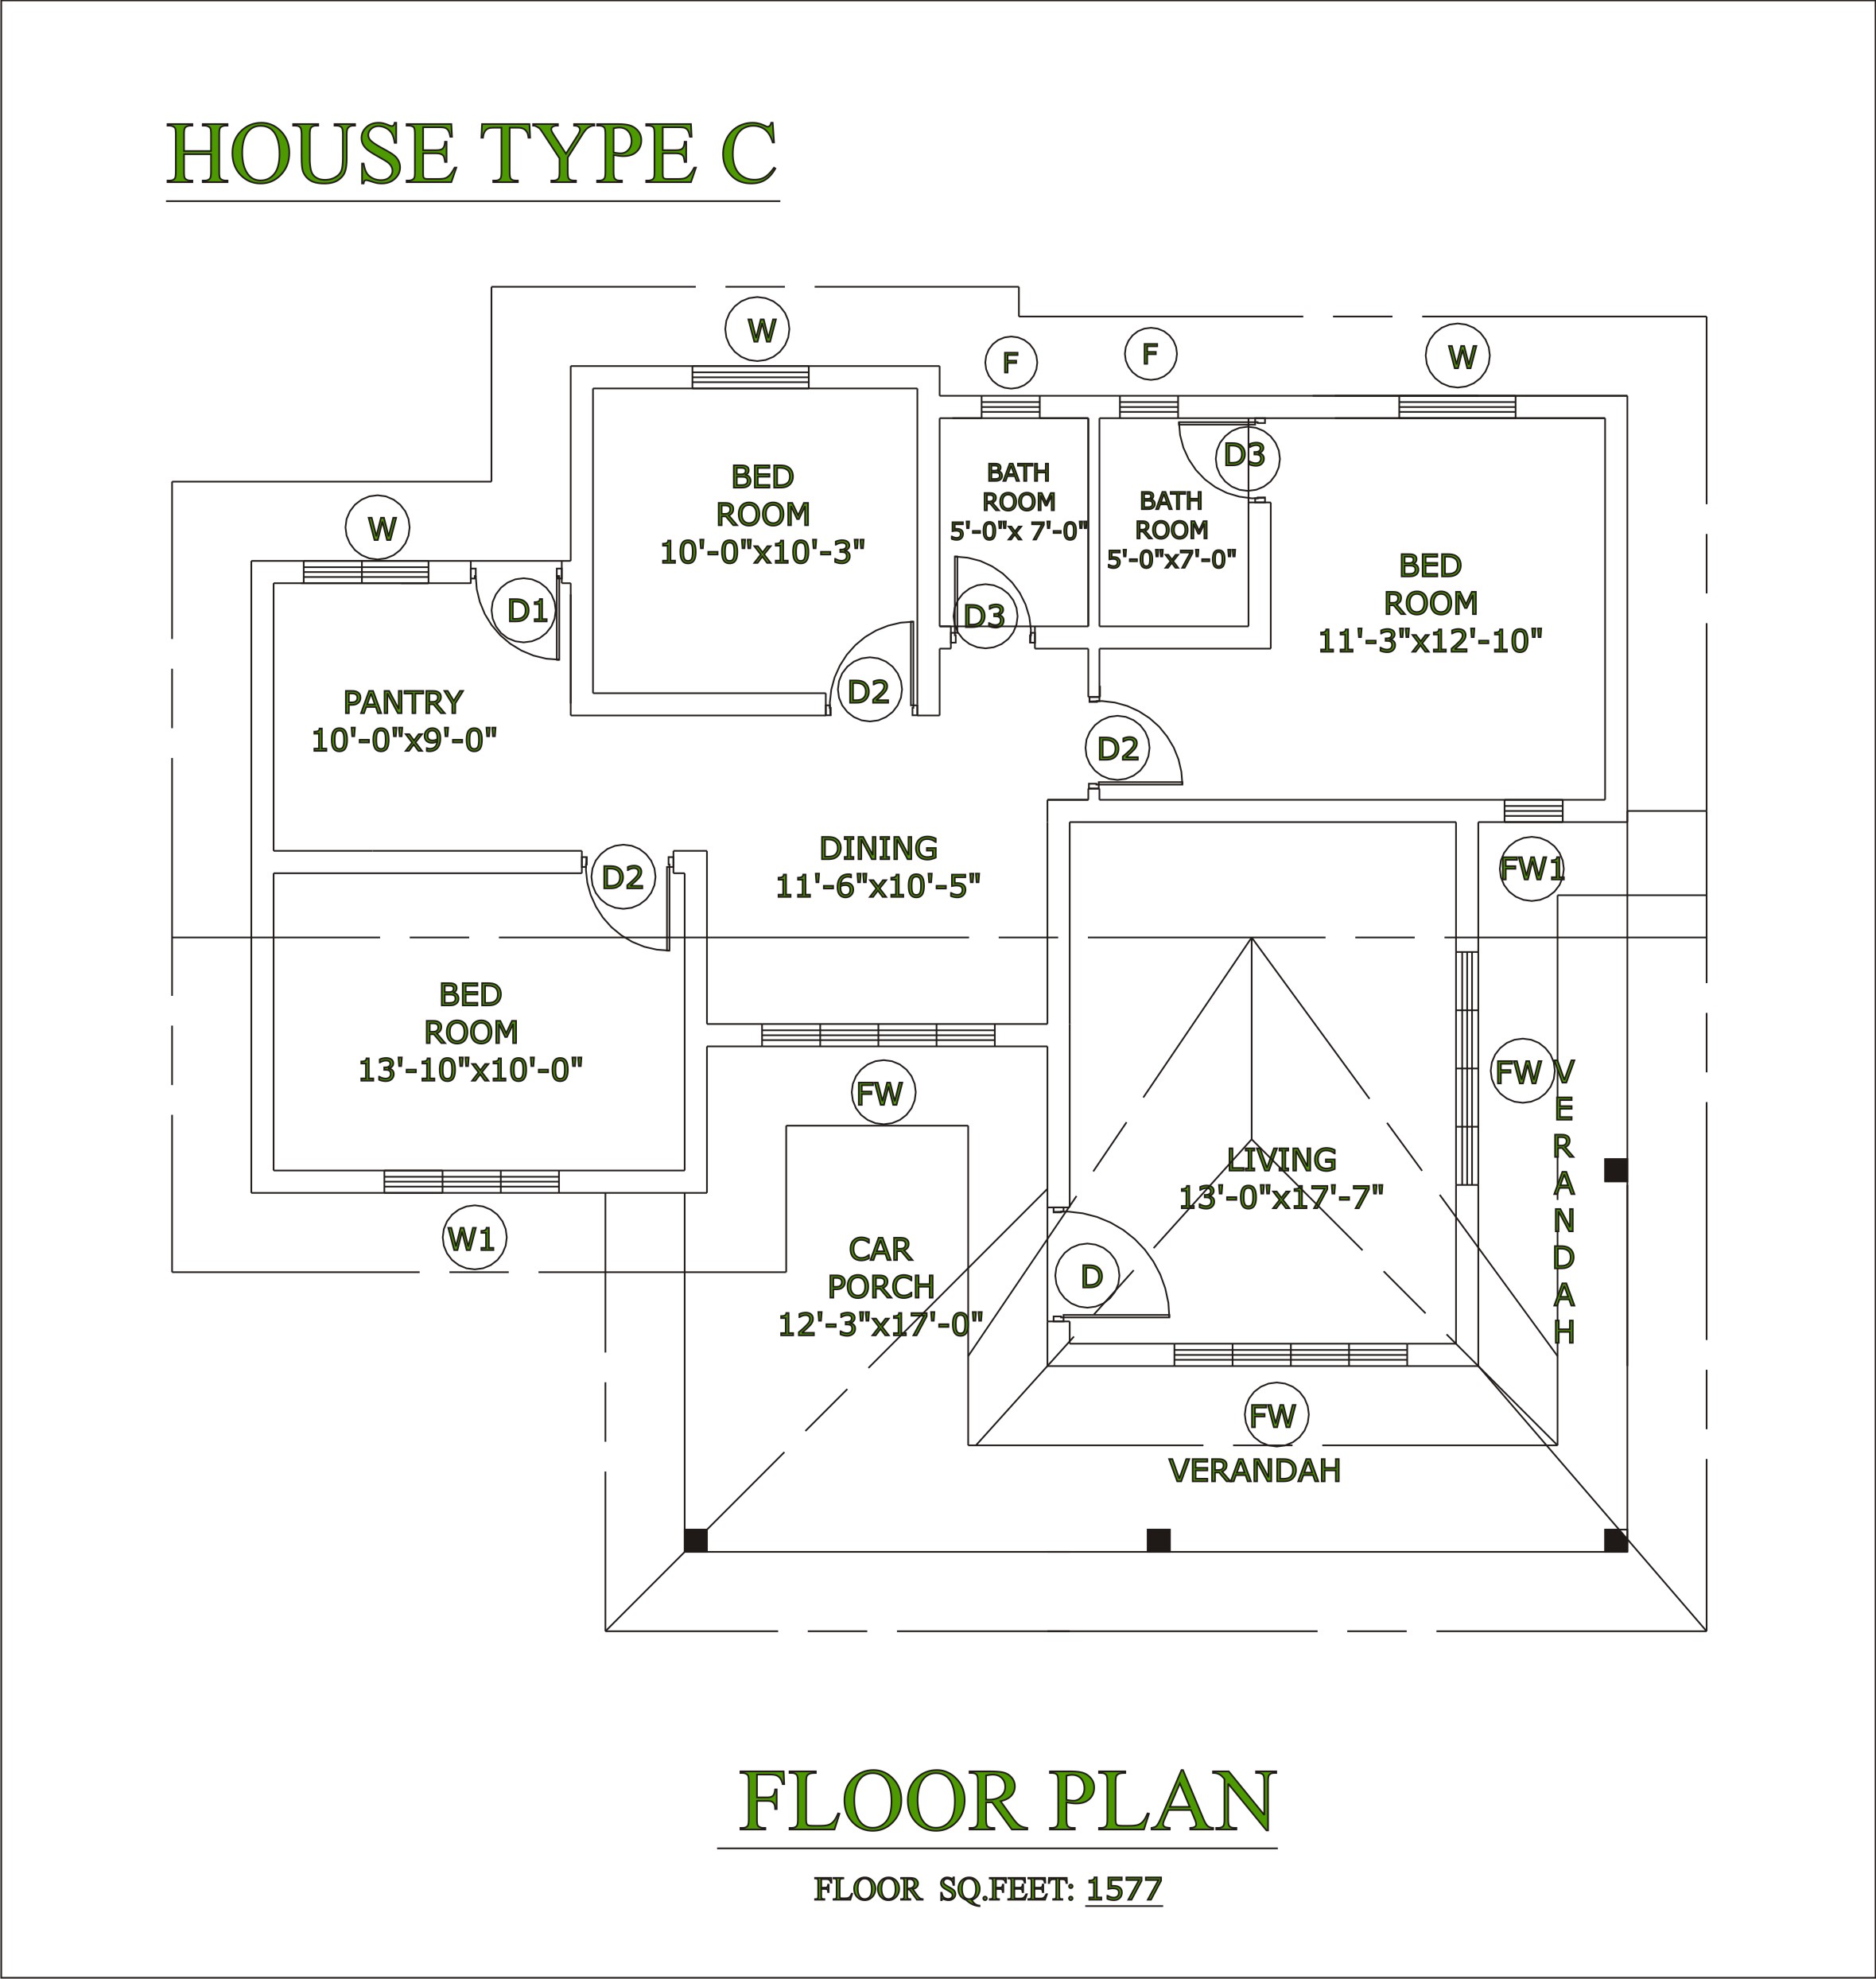 HOUSE TYPE C
W
F
F
W
D3
BED
ROOM
10'-0"x10'-3"
BATH
ROOM
5'-0"x 7'-0"
BATH
ROOM
5'-0"x7'-0"
W
BED
ROOM
11'-3"x12'-10"
D1
D3
D2
PANTRY
10'-0"x9'-0"
D2
DINING
11'-6"x10'-5"
D2
FW1
BED
ROOM
13'-10"x10'-0"
FW
FW
VERANDAH
LIVING
13'-0"x17'-7"
W1
CAR
PORCH
12'-3"x17'-0"
D
FW
VERANDAH
FLOOR PLAN
FLOOR SQ.FEET: 1577